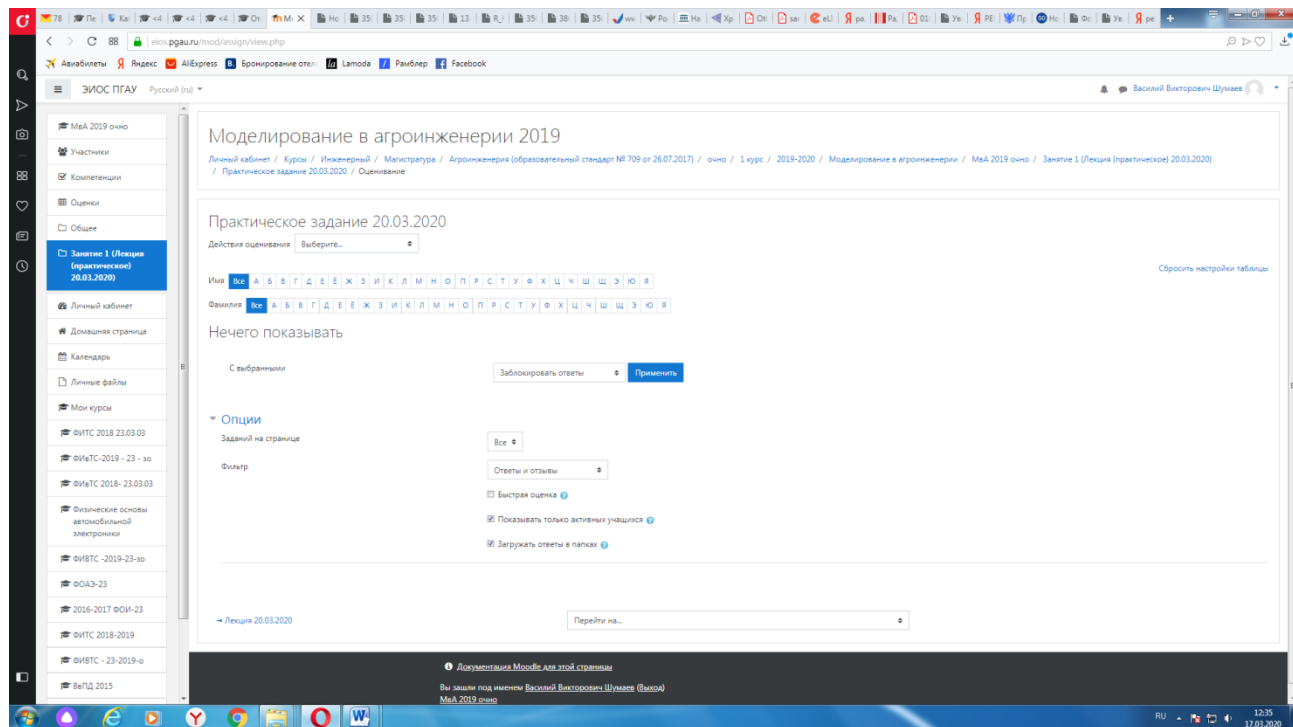 eios.pgau.ru/mod/assign/view.php
Авиабилеты Яндекс AliExpress Бронирование отел Lamoda Рамблер Facebook
ЭИОС ПГАУ Русский (ru)
Василий Викторович Шумаев
МвА 2019 очно
Участники
Компетенции
Оценки
Общее
Занятие 1 (Лекция
(практическое)
20.03.2020)
Личный кабинет
Домашняя страница
Календарь
Личные файлы
Мои курсы
ФИТС 2018 23.03.03
ФИвТС-2019 - 23 - зо
ФИвТС 2018- 23.03.03
Физические основы
автомобильной
электроники
ФИВТС -2019-23-зо
ФОАЭ-23
2016-2017 ФОИ-23
ФИТС 2018-2019
ФИВТС - 23-2019-о
ВеПД 2015
Моделирование в агроинженерии 2019
Личный кабинет / Курсы / Инженерный / Магистратура / Агроинженерия (образовательный стандарт № 709 от 26.07.2017) / очно / 1 курс / 2019-2020 / Моделирование в агроинженерии / МвА 2019 очно / Занятие 1 (Лекция (практическое) 20.03.2020)
/ Практическое задание 20.03.2020 / Оценивание
Практическое задание 20.03.2020
Действия оценивания Выберите...
Сбросить настройки таблицы
Имя Все А Б В Г Д Е Ё Ж З И К Л М Н О П Р С Т У Ф Х Ц Ч Ш Щ Э Ю Я
Фамилия Все А Б В Г Д Е Ё Ж З И К Л М Н О П Р С Т У Ф Х Ц Ч Ш Щ Э Ю Я
Нечего показывать
С выбранными Заблокировать ответы Применить
Опции
Заданий на странице Все
Фильтр Ответы и отзывы
Быстрая оценка
Показывать только активных учащихся
Загружать ответы в папках
Лекция 20.03.2020 Перейти на...
Документация Moodle для этой страницы
Вы зашли под именем Василий Викторович Шумаев (Выход)
МвА 2019 очно
RU 12:35
17.03.2020